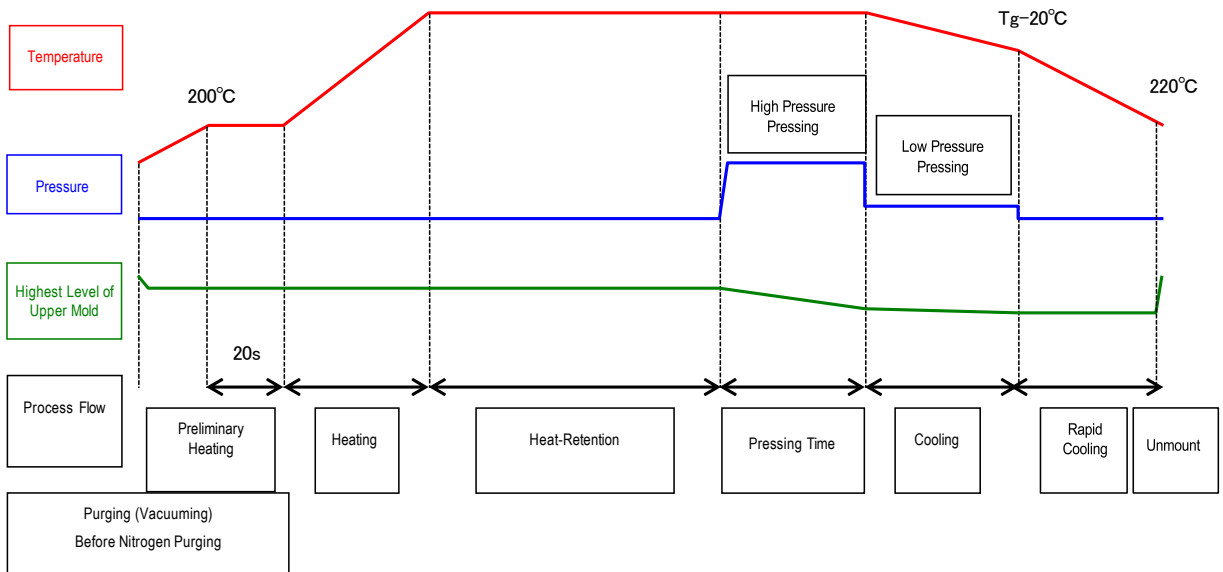 Tg-20℃
Temperature
200℃
220℃
High Pressure
Pressing
Low Pressure
Pressing
Pressure
Highest Level of
Upper Mold
20s
Process Flow
Preliminary
Heating
Heating
Heat-Retention
Pressing Time
Cooling
Rapid
Cooling
Unmount
Purging (Vacuuming)
Before Nitrogen Purging